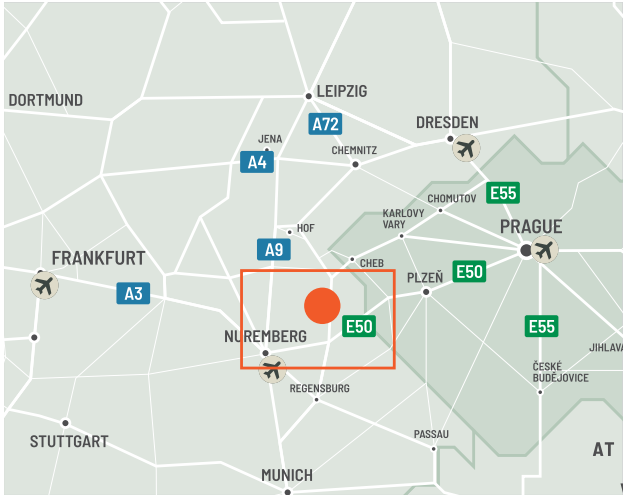 LEIPZIG
DORTMUND
A72
DRESDEN
JENA
CHEMNITZ
A4
E55
CHOMUTOV
KARLOVY
VARY
HOF
PRAGUE
A9
FRANKFURT
CHEB
E50
PLZEŇ
A3
E50
E55
NUREMBERG
JIHLAVA
ČESKÉ
BUDĚJOVICE
REGENSBURG
STUTTGART
PASSAU
AT
MUNICH